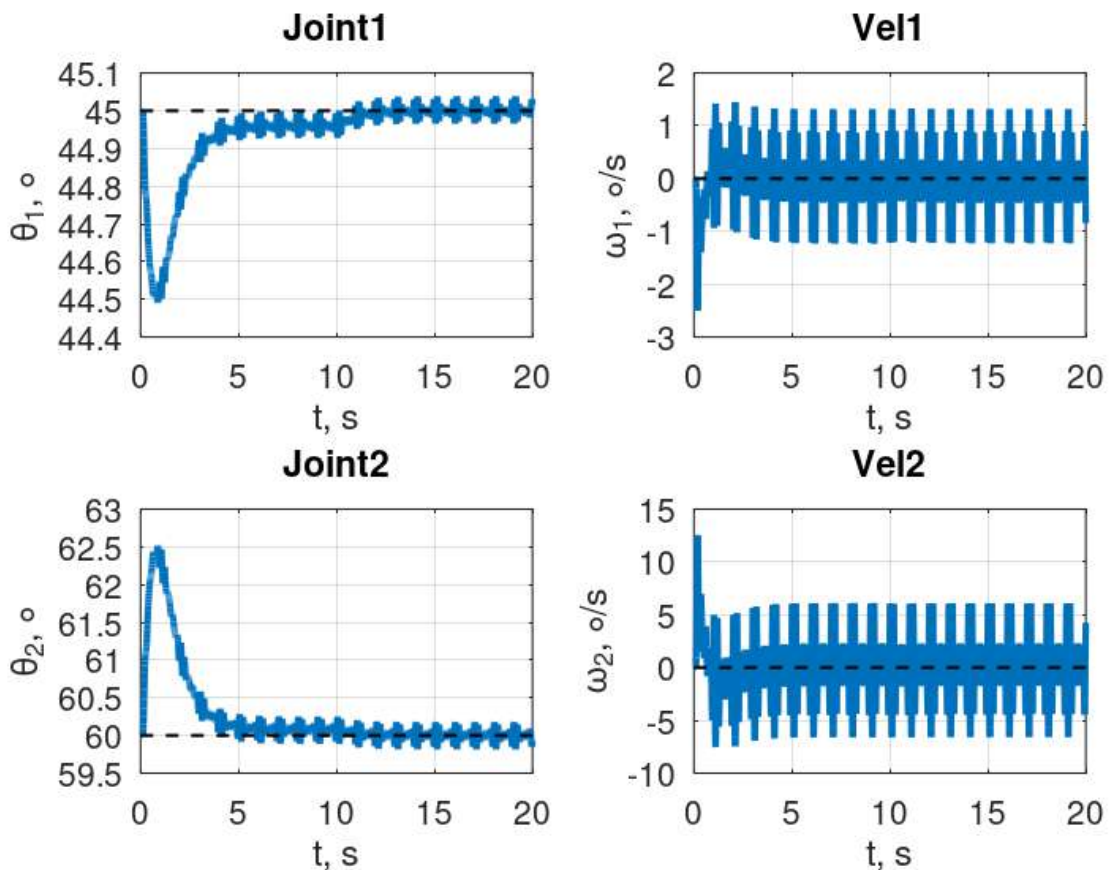 Joint1
45.1
45
44.9
44.8
44.7
44.6
44.5
44.4
θ₁, °
0 5 10 15 20
t, s
Vel1
2
1
0
-1
-2
-3
ω₁, °/s
0 5 10 15 20
t, s
Joint2
63
62.5
62
61.5
61
60.5
60
59.5
θ₂, °
0 5 10 15 20
t, s
Vel2
15
10
5
0
-5
-10
ω₂, °/s
0 5 10 15 20
t, s